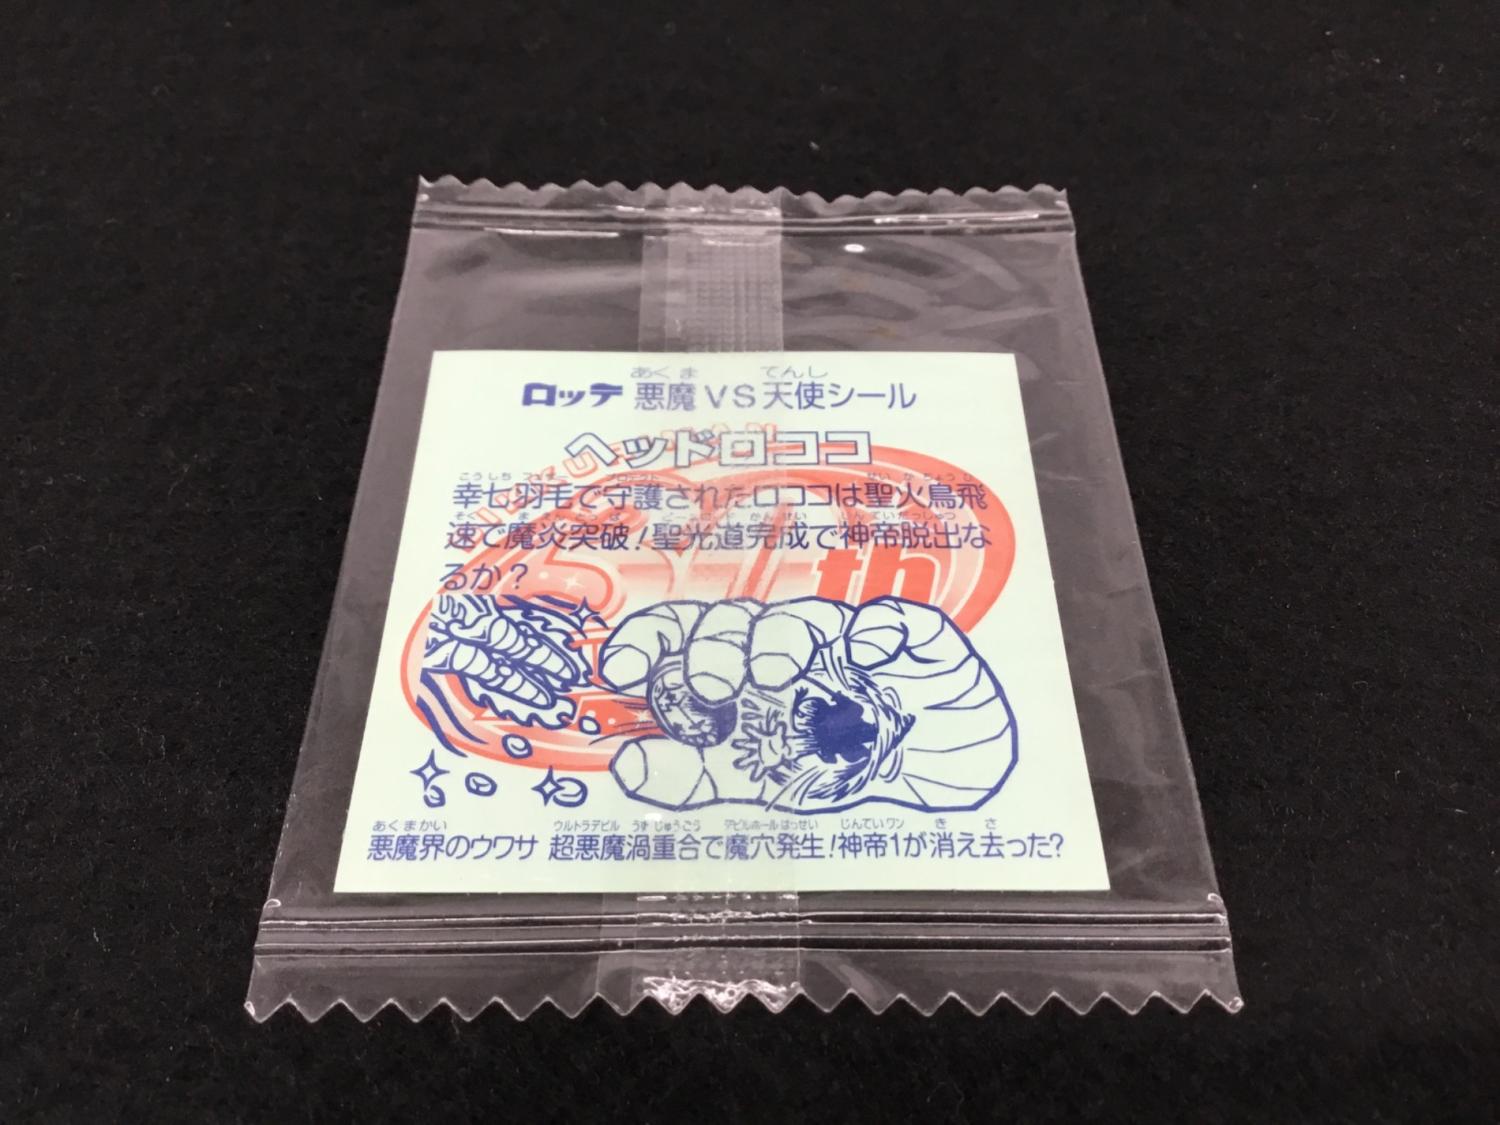 ロッテ 悪魔VS天使シール
ヘッドロココ
幸七羽毛で守護されたロココは聖火鳥飛
速で魔炎突破!聖光道完成で神帝脱出な
るか?
th
悪魔界のウワサ 超悪魔渦重合で魔穴発生!神帝1が消え去った?